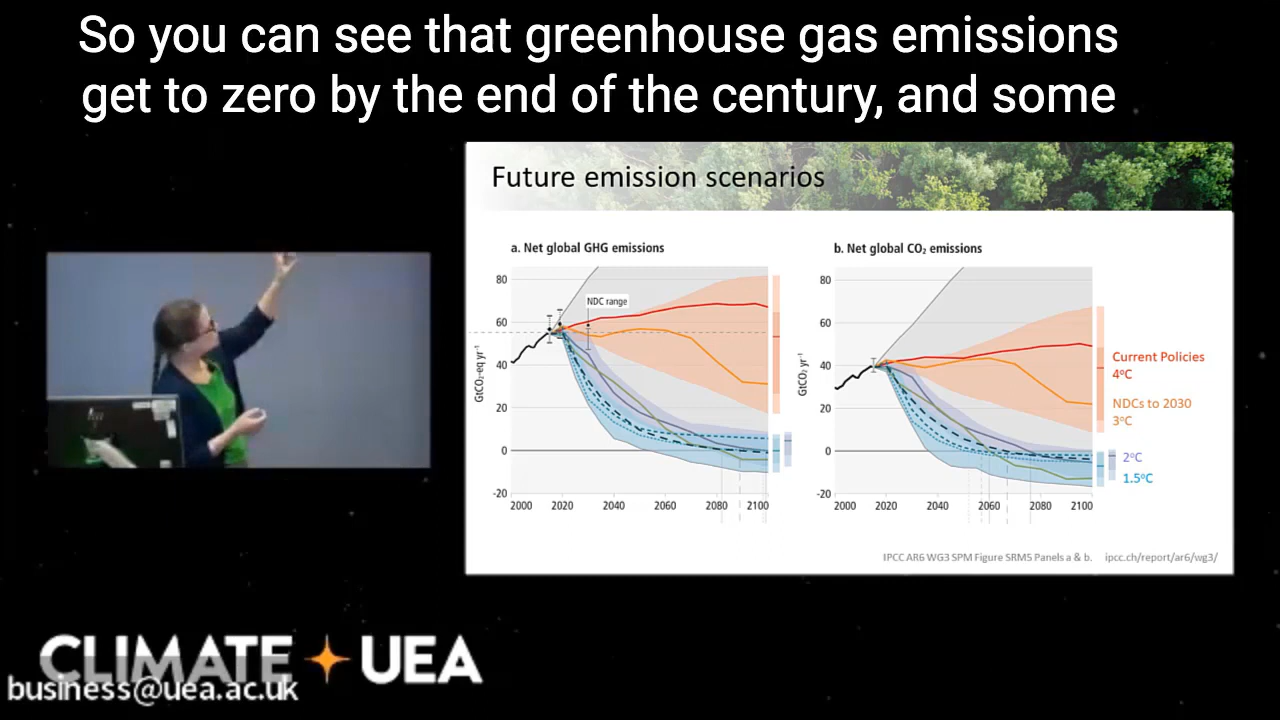 So you can see that greenhouse gas emissions
get to zero by the end of the century, and some
Future emission scenarios
a. Net global GHG emissions
80
60
40
20
0
-20
GtCO₂-eq yr⁻¹
NDC range
2000 2020 2040 2060 2080 2100
b. Net global CO₂ emissions
80
60
40
20
0
-20
GtCO₂ yr⁻¹
2000 2020 2040 2060 2080 2100
Current Policies
4°C
NDCs to 2030
3°C
2°C
1.5°C
IPCC AR6 WG3 SPM Figure SRM5 Panels a & b. ipcc.ch/report/ar6/wg3/
CLIMATE UEA
business@uea.ac.uk